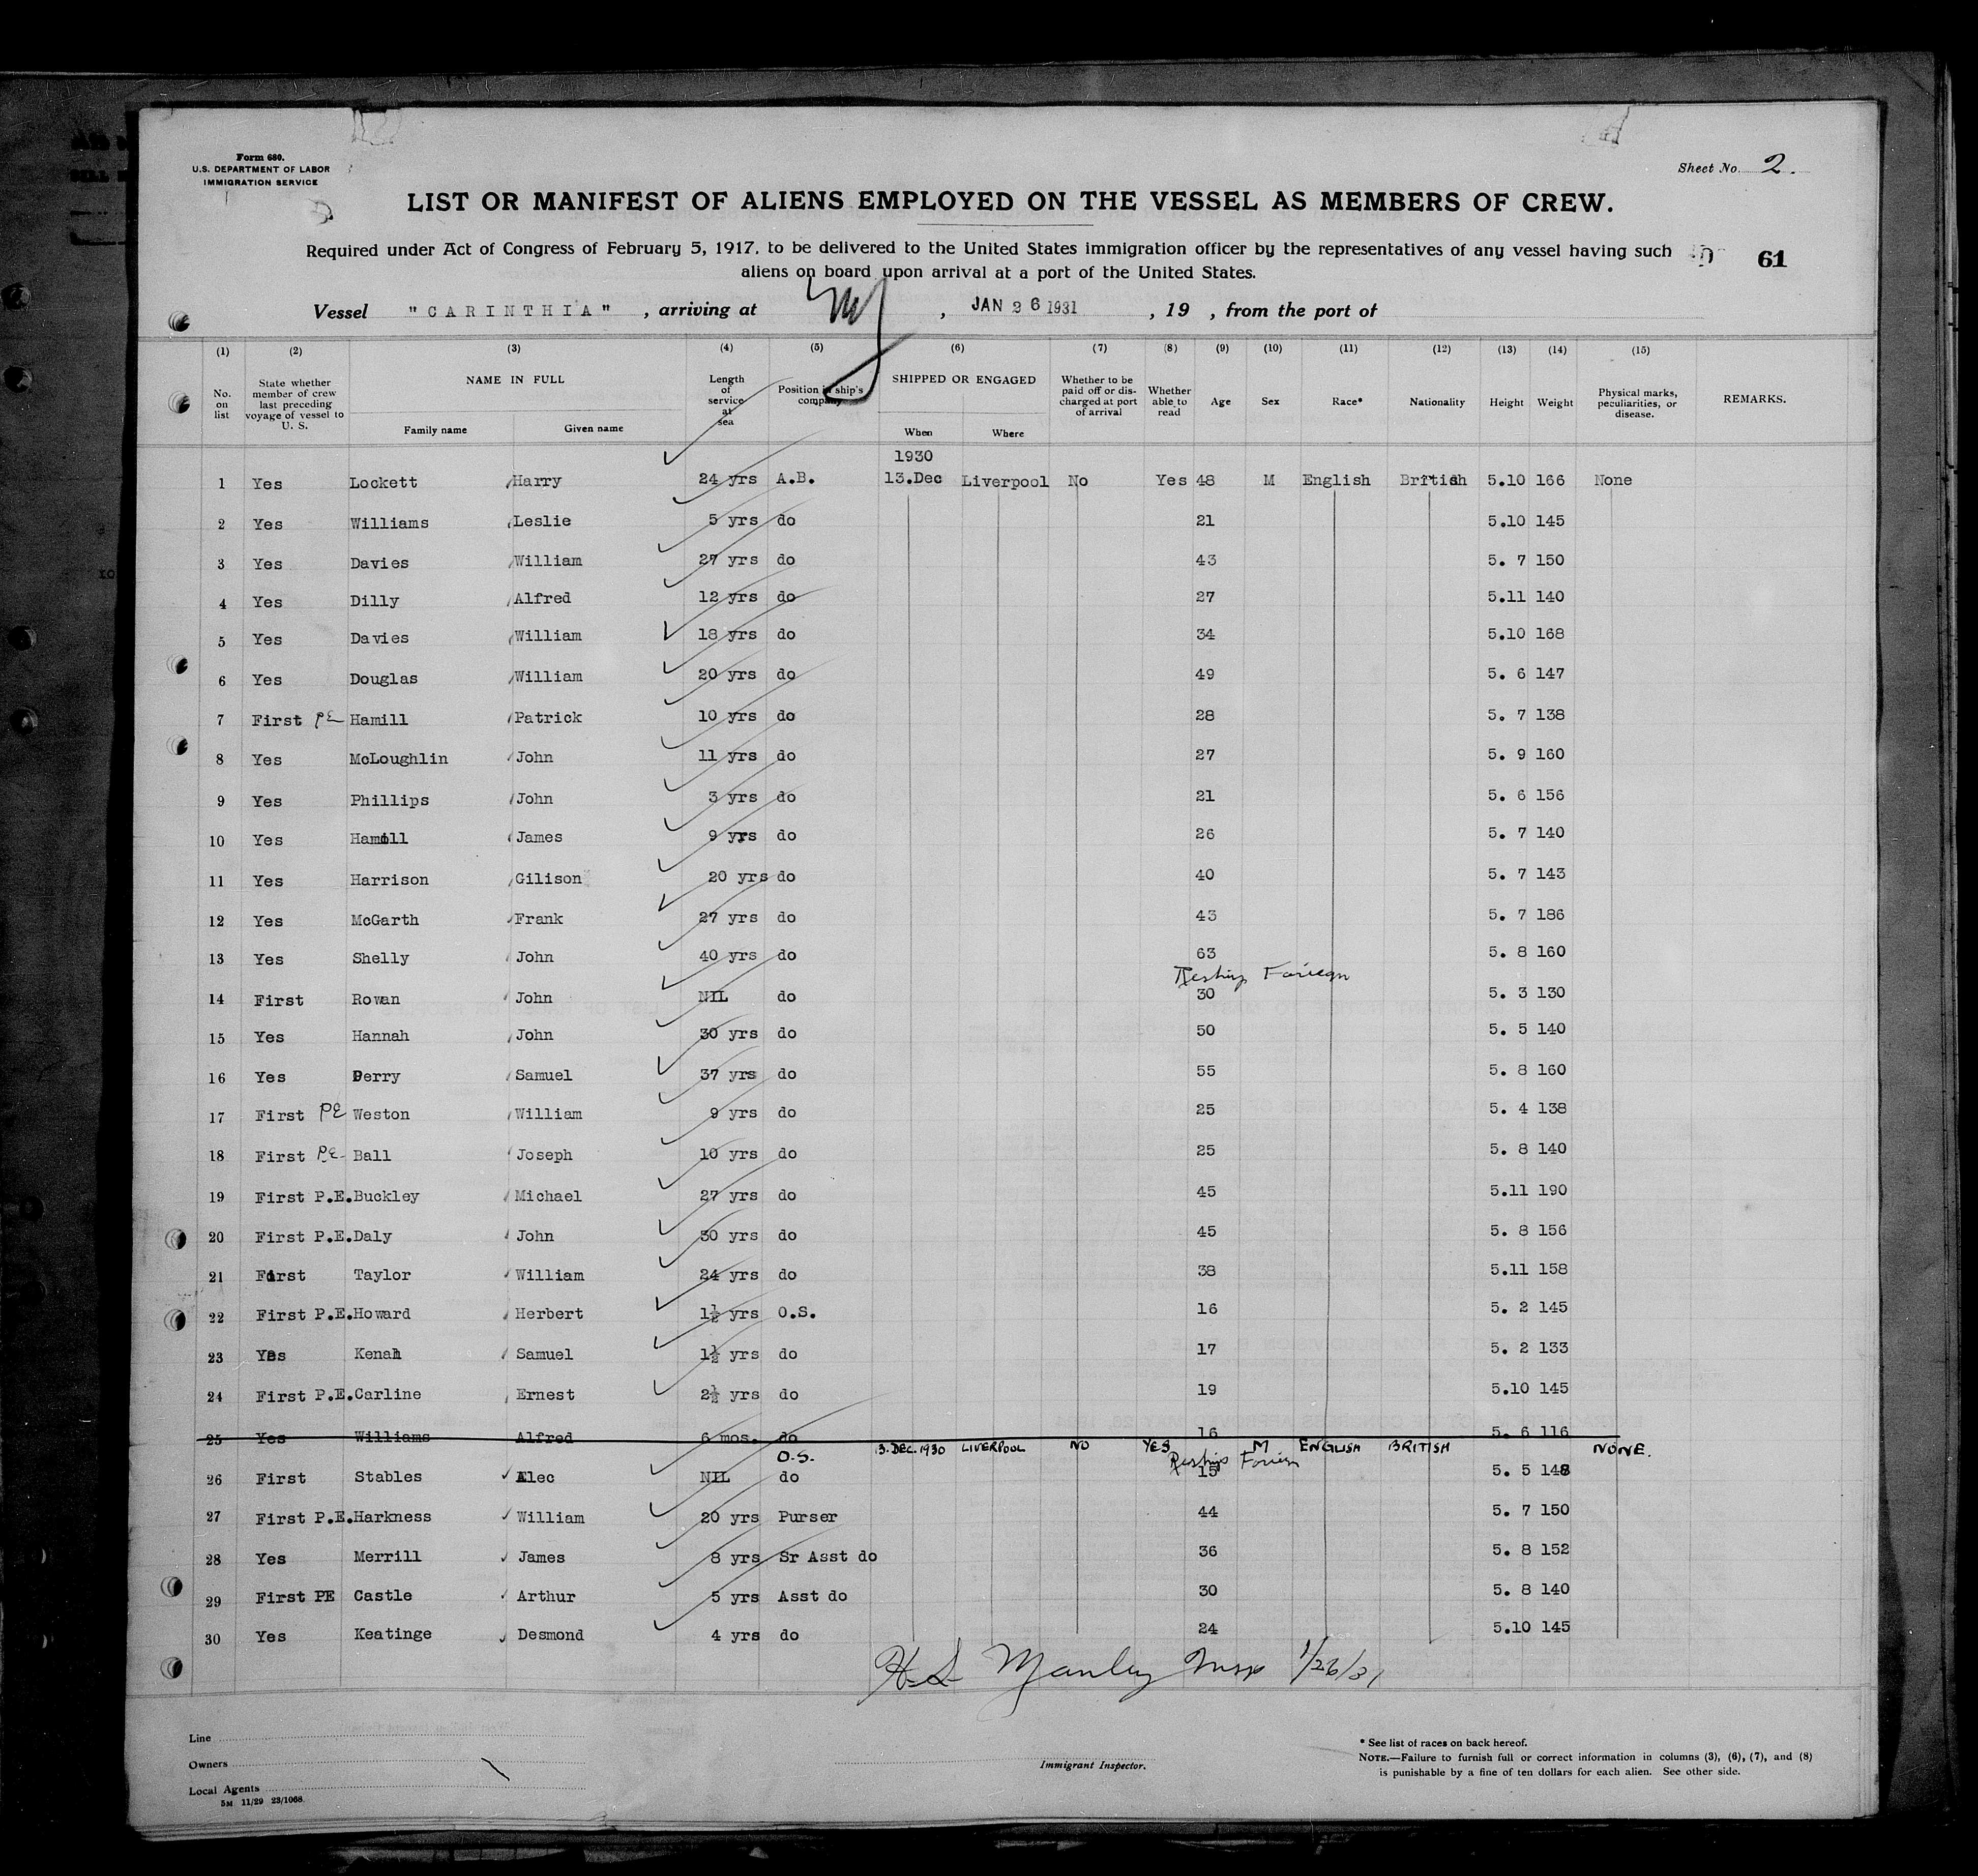 Form 680.
U.S. DEPARTMENT OF LABOR
IMMIGRATION SERVICE
Sheet No. 2.
LIST OR MANIFEST OF ALIENS EMPLOYED ON THE VESSEL AS MEMBERS OF CREW.
Required under Act of Congress of February 5, 1917, to be delivered to the United States immigration officer by the representatives of any vessel having such
aliens on board upon arrival at a port of the United States.
61
Vessel "CARINTHIA" , arriving at NY , JAN 26 1931 , 19 , from the port of
(1) (2) (3) (4) (5) (6) (7) (8) (9) (10) (11) (12) (13) (14) (15)
No. on list State whether member of crew last preceding voyage of vessel to U. S. NAME IN FULL Family name Given name Length of service at sea Position in ship's company SHIPPED OR ENGAGED When Where Whether to be paid off or discharged at port of arrival Whether able to read Age Sex Race* Nationality Height Weight Physical marks, peculiarities, or disease. REMARKS.
1930
1 Yes Lockett Harry 24 yrs A.B. 13.Dec Liverpool No Yes 48 M English British 5.10 166 None
2 Yes Williams Leslie 5 yrs do 21 5.10 145
3 Yes Davies William 27 yrs do 43 5. 7 150
4 Yes Dilly Alfred 12 yrs do 27 5.11 140
5 Yes Davies William 18 yrs do 34 5.10 168
6 Yes Douglas William 20 yrs do 49 5. 6 147
7 First PE Hamill Patrick 10 yrs do 28 5. 7 138
8 Yes McLoughlin John 11 yrs do 27 5. 9 160
9 Yes Phillips John 3 yrs do 21 5. 6 156
10 Yes Hamill James 9 yrs do 26 5. 7 140
11 Yes Harrison Gilison 20 yrs do 40 5. 7 143
12 Yes McGarth Frank 27 yrs do 43 5. 7 186
13 Yes Shelly John 40 yrs do 63 5. 8 160
14 First Rowan John NIL do 30 5. 3 130
15 Yes Hannah John 30 yrs do 50 5. 5 140
16 Yes Perry Samuel 37 yrs do 55 5. 8 160
17 First PE Weston William 9 yrs do 25 5. 4 138
18 First P.E. Ball Joseph 10 yrs do 25 5. 8 140
19 First P.E. Buckley Michael 27 yrs do 45 5.11 190
20 First P.E. Daly John 30 yrs do 45 5. 8 156
21 First Taylor William 24 yrs do 38 5.11 158
22 First P.E. Howard Herbert 1½ yrs O.S. 16 5. 2 145
23 Yes Kenah Samuel 1½ yrs do 17 5. 2 133
24 First P.E. Carline Ernest 2½ yrs do 19 5.10 145
25 Yes Williams Alfred 6 mos. do 16 5. 6 116
O.S. 3.DEC.1930 LIVERPOOL NO YES M ENGLISH BRITISH NONE.
26 First Stables Alec NIL do 15 5. 5 148
27 First P.E. Harkness William 20 yrs Purser 44 5. 7 150
28 Yes Merrill James 8 yrs Sr Asst do 36 5. 8 152
29 First PE Castle Arthur 5 yrs Asst do 30 5. 8 140
30 Yes Keatinge Desmond 4 yrs do 24 5.10 145
H.S. Manley Insp 1/26/31
Line
Owners
Local Agents
5M 11/29 23/1068
Immigrant Inspector.
* See list of races on back hereof.
NOTE.—Failure to furnish full or correct information in columns (3), (6), (7), and (8)
is punishable by a fine of ten dollars for each alien. See other side.